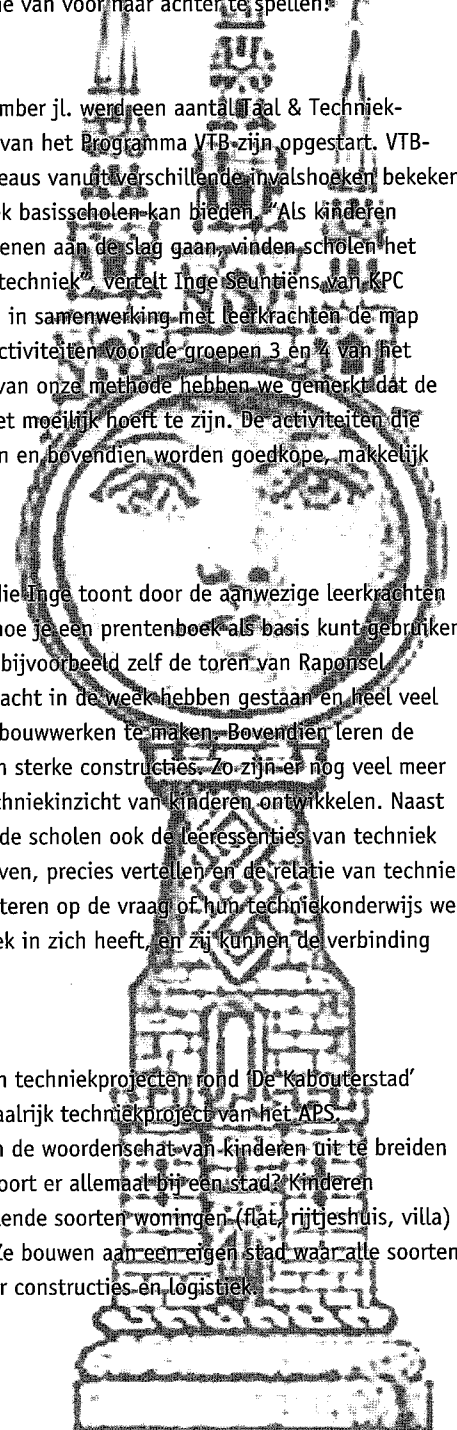 ie van voor naar achter te spellen!
mber jl. werd een aantal Taal & Techniek-
van het Programma VTB zijn opgestart. VTB-
eaus vanuit verschillende invalshoeken bekeken
k basisscholen kan bieden. "Als kinderen
enen aan de slag gaan, vinden scholen het
techniek", vertelt Inge Seuntiëns van KPC
in samenwerking met leerkrachten de map
ctiviteiten voor de groepen 3 en 4 van het
van onze methode hebben we gemerkt dat de
et moeilijk hoeft te zijn. De activiteiten die
n en bovendien worden goedkope, makkelijk
die Inge toont door de aanwezige leerkrachten
hoe je een prentenboek als basis kunt gebruiken
bijvoorbeeld zelf de toren van Raponsel
acht in de week hebben gestaan en heel veel
bouwwerken te maken. Bovendien leren de
n sterke constructies. Zo zijn er nog veel meer
chniekinzicht van kinderen ontwikkelen. Naast
de scholen ook de leeressenties van techniek
ven, precies vertellen en de relatie van technie
teren op de vraag of hun techniekonderwijs we
ek in zich heeft, en zij kunnen de verbinding
n techniekprojecten rond 'De Kabouterstad'
aalrijk techniekproject van het APS.
n de woordenschat van kinderen uit te breiden
oort er allemaal bij een stad? Kinderen
lende soorten woningen (flat, rijtjeshuis, villa)
Ze bouwen aan een eigen stad waar alle soorten
r constructies en logistiek.